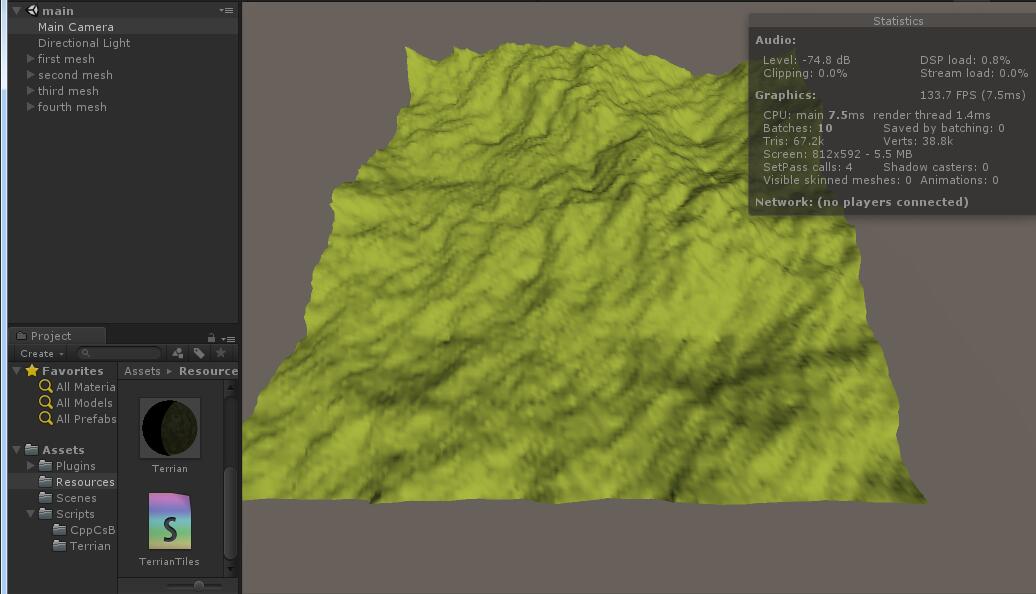 main
Main Camera
Directional Light
first mesh
second mesh
third mesh
fourth mesh
Project
Create
Favorites
All Materia
All Models
All Prefabs
Assets
Plugins
Resources
Scenes
Scripts
CppCsB
Terrian
Assets Resource
Terrian
S
TerrianTiles
Statistics
Audio:
Level: -74.8 dB DSP load: 0.8%
Clipping: 0.0% Stream load: 0.0%
Graphics: 133.7 FPS (7.5ms)
CPU: main 7.5ms render thread 1.4ms
Batches: 10 Saved by batching: 0
Tris: 67.2k Verts: 38.8k
Screen: 812x592 - 5.5 MB
SetPass calls: 4 Shadow casters: 0
Visible skinned meshes: 0 Animations: 0
Network: (no players connected)